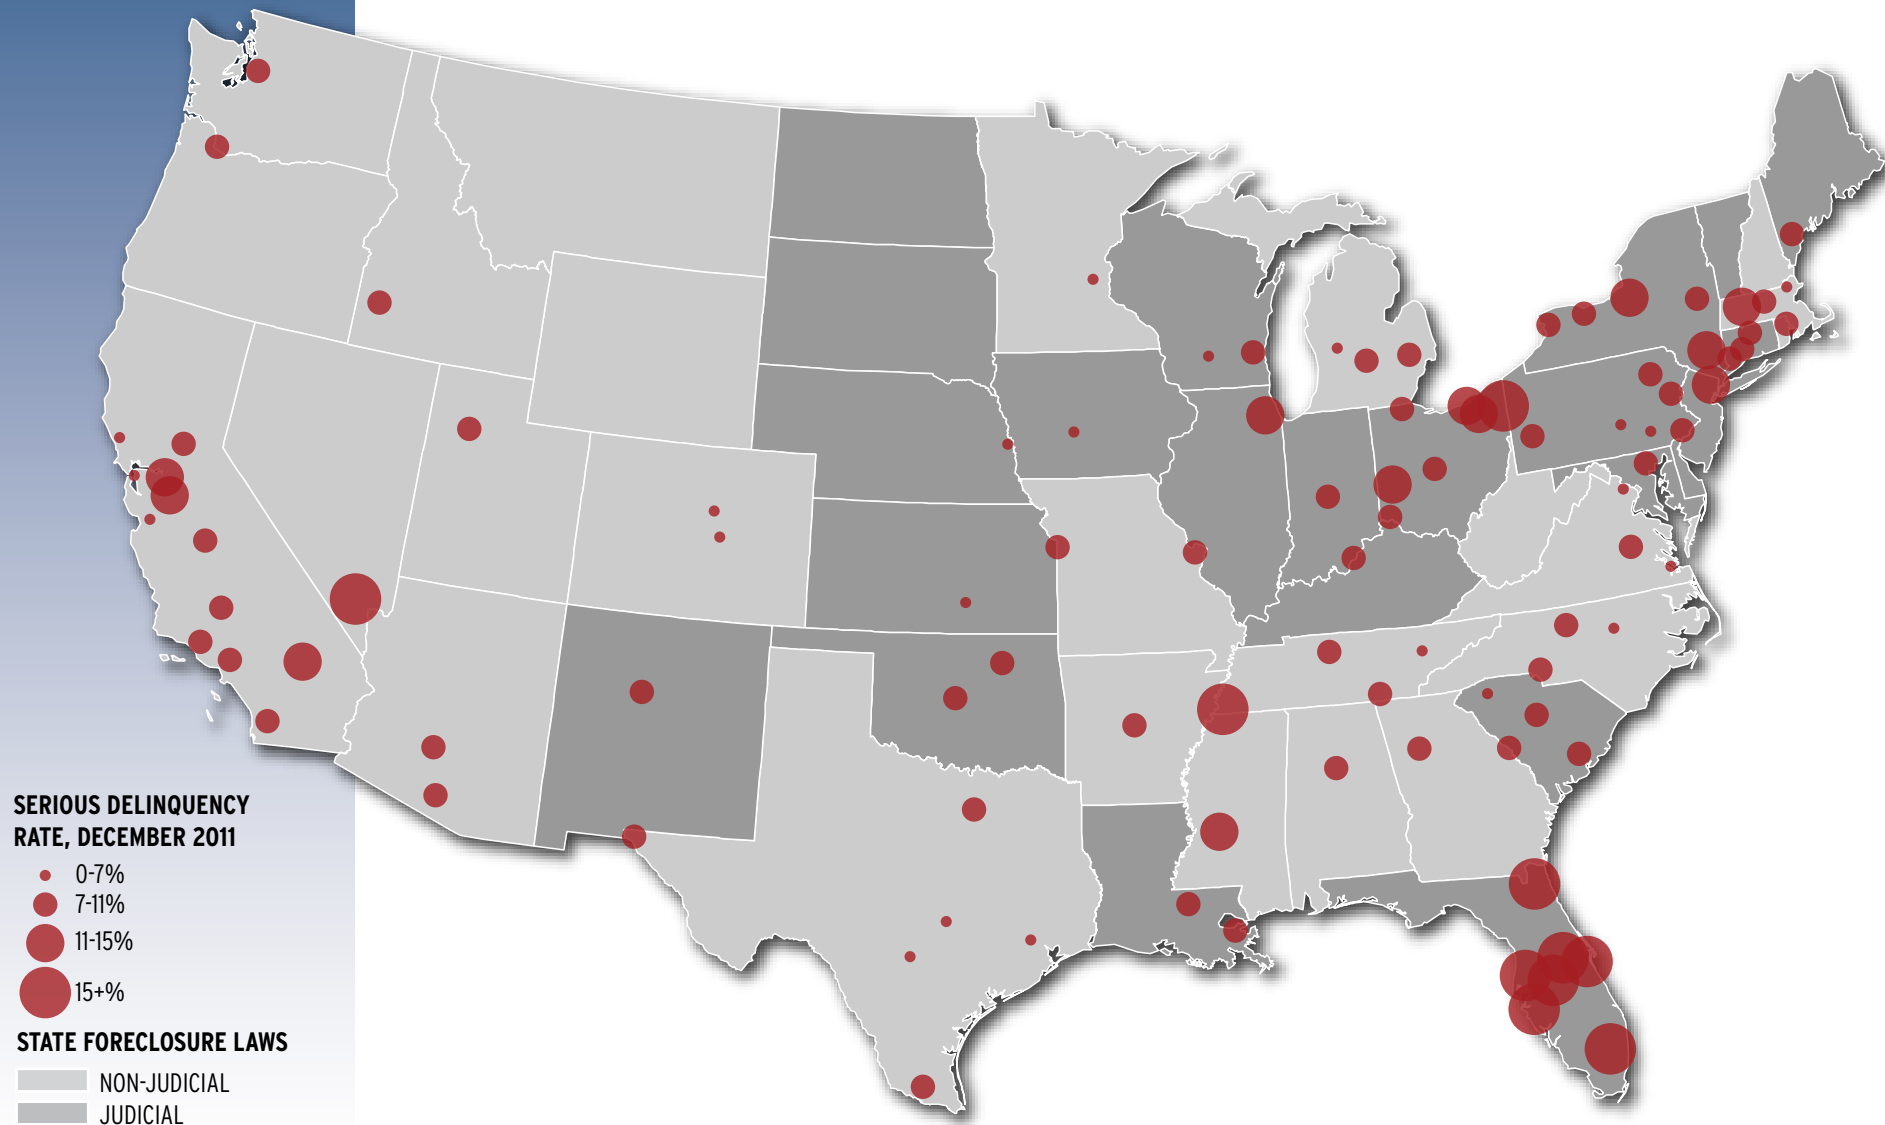 SERIOUS DELINQUENCY
RATE, DECEMBER 2011
0-7%
7-11%
11-15%
15+%
STATE FORECLOSURE LAWS
NON-JUDICIAL
JUDICIAL